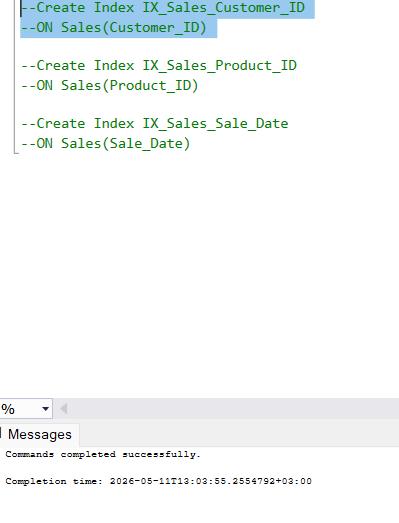 --Create Index IX_Sales_Customer_ID
--ON Sales(Customer_ID)
--Create Index IX_Sales_Product_ID
--ON Sales(Product_ID)
--Create Index IX_Sales_Sale_Date
--ON Sales(Sale_Date)
%
Messages
Commands completed successfully.
Completion time: 2026-05-11T13:03:55.2554792+03:00